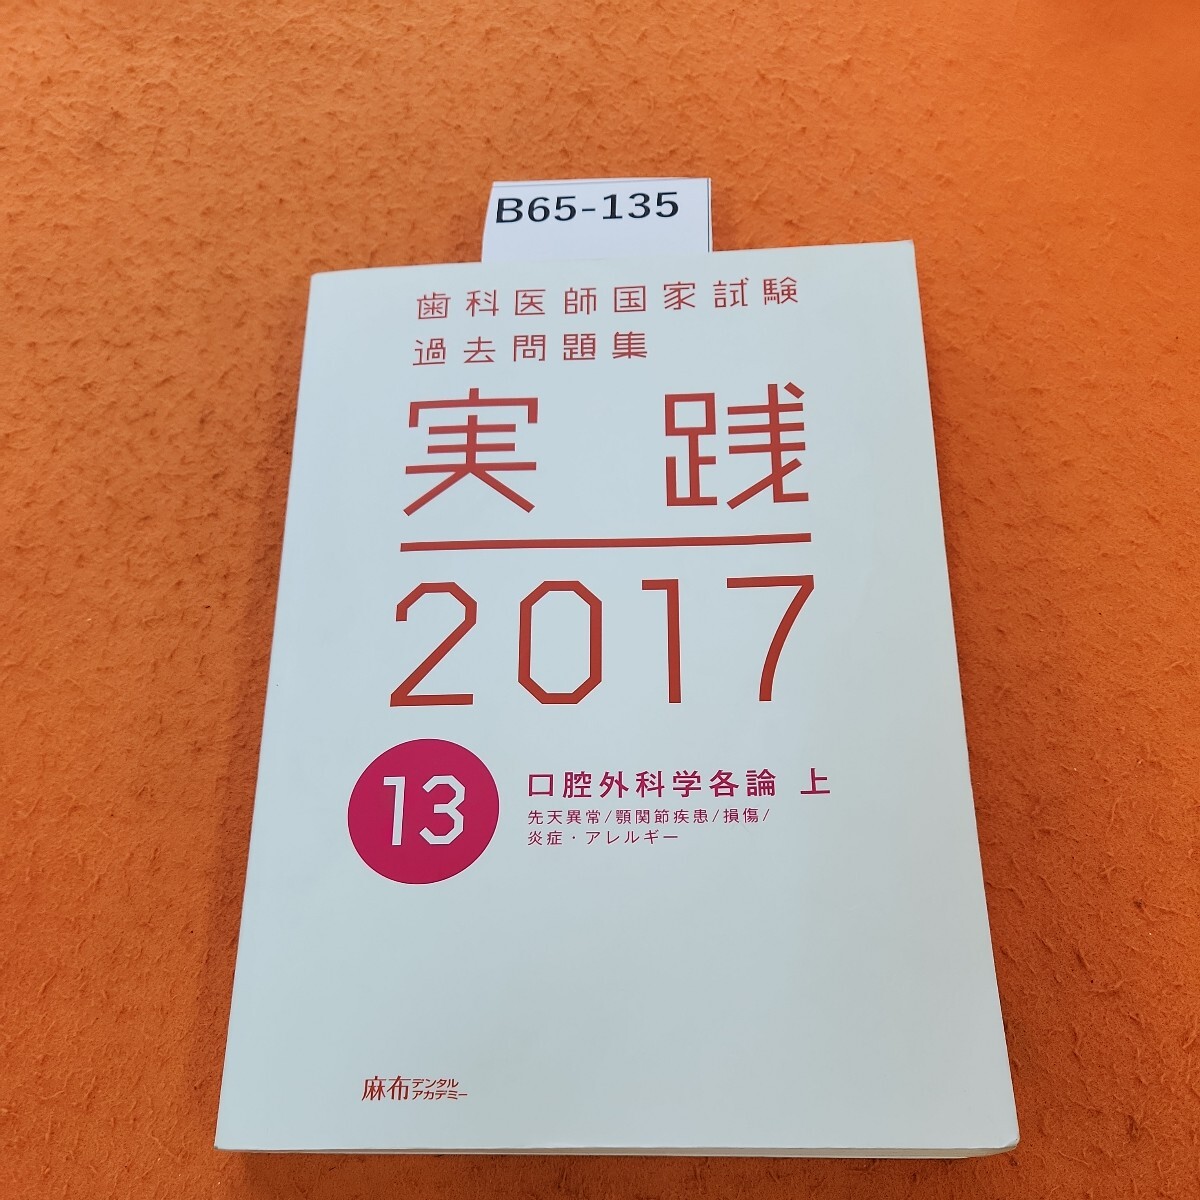 B65-135
歯科医師国家試験
過去問題集
実践
2017
13
口腔外科学各論 上
先天異常/顎関節疾患/損傷/
炎症・アレルギー
麻布デンタル
アカデミー